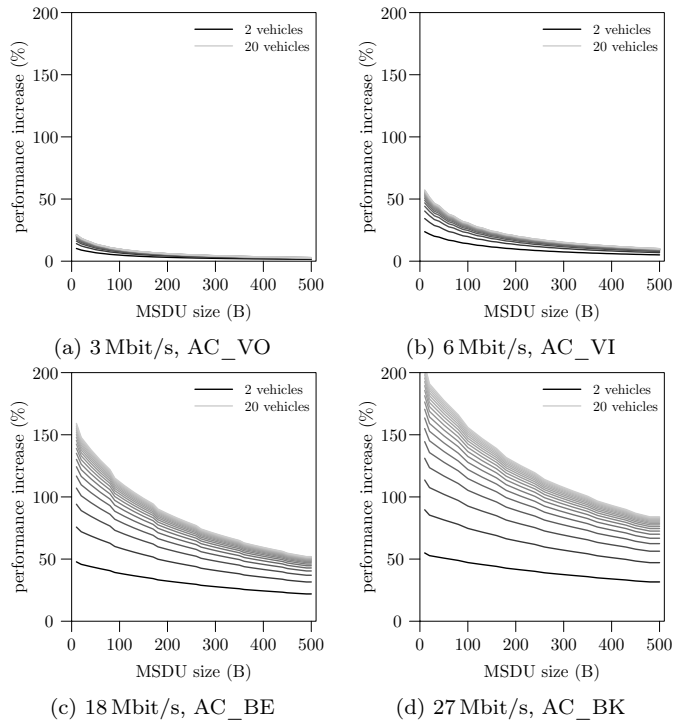 performance increase (%)
200
150
100
50
0
2 vehicles
20 vehicles
0 100 200 300 400 500
MSDU size (B)
(a) 3 Mbit/s, AC_VO
performance increase (%)
200
150
100
50
0
2 vehicles
20 vehicles
0 100 200 300 400 500
MSDU size (B)
(b) 6 Mbit/s, AC_VI
performance increase (%)
200
150
100
50
0
2 vehicles
20 vehicles
0 100 200 300 400 500
MSDU size (B)
(c) 18 Mbit/s, AC_BE
performance increase (%)
200
150
100
50
0
2 vehicles
20 vehicles
0 100 200 300 400 500
MSDU size (B)
(d) 27 Mbit/s, AC_BK